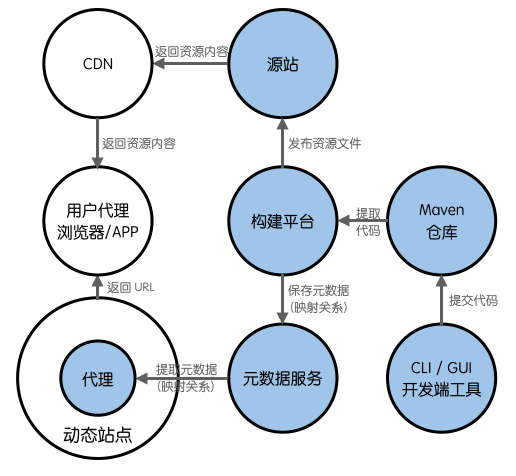 返回资源内容
CDN
源站
返回资源内容
发布资源文件
用户代理
浏览器/APP
构建平台
提取
代码
Maven
仓库
返回 URL
保存元数据
(映射关系)
提交代码
代理
提取元数据
(映射关系)
元数据服务
CLI / GUI
开发端工具
动态站点